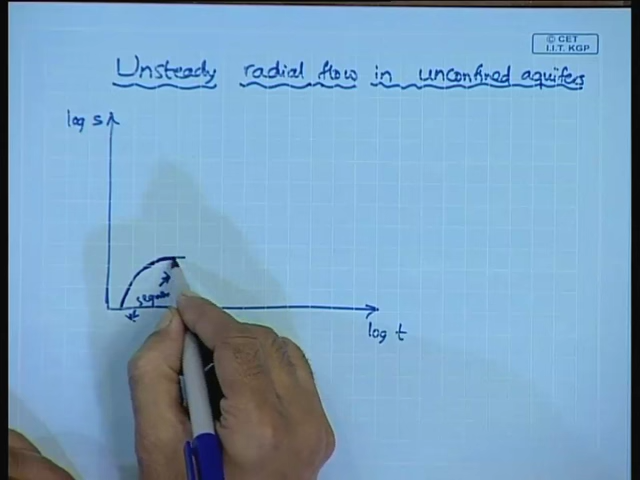 © CET
I.I.T. KGP
Unsteady radial flow in unconfined aquifers
log s
log t